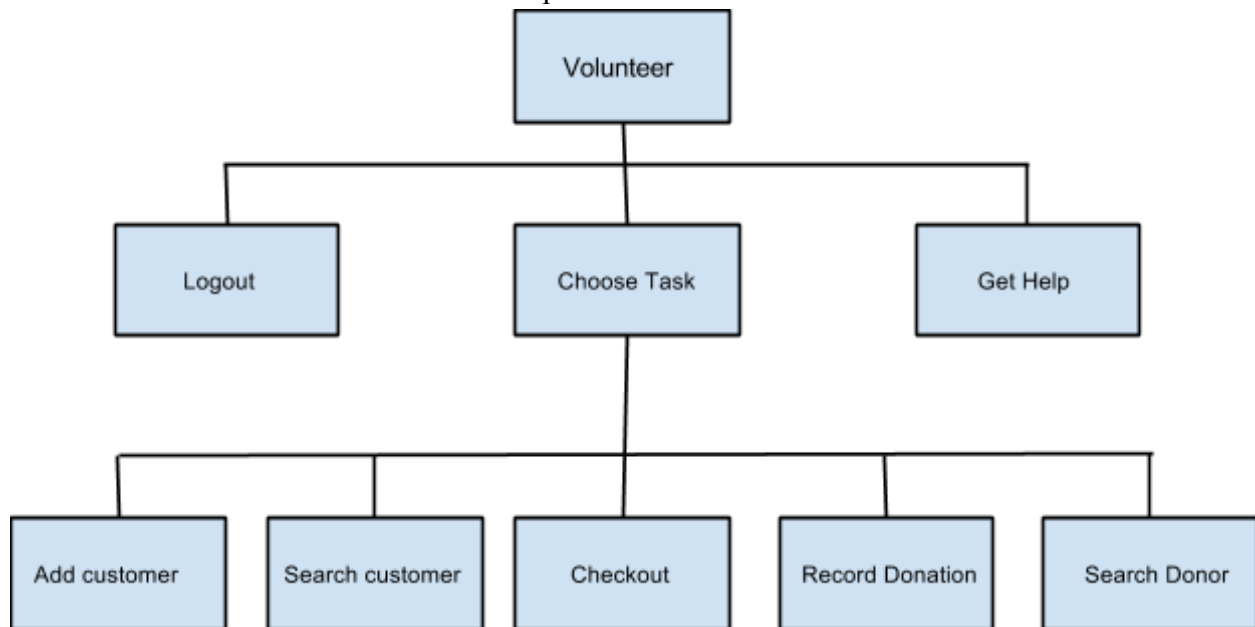 Volunteer
Logout
Choose Task
Get Help
Add customer
Search customer
Checkout
Record Donation
Search Donor